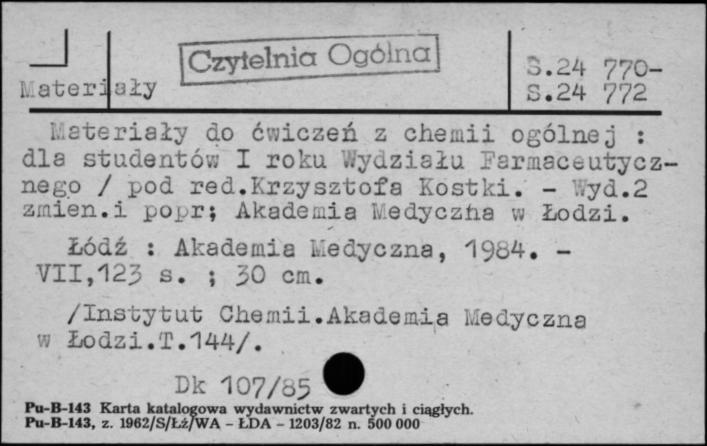 Czytelnia Ogólna
S.24 770-
Materiały
S.24 772
Materiały do ćwiczeń z chemii ogólnej :
dla studentów I roku Wydziału Farmaceutycz-
nego / pod red.Krzysztofa Kostki. - Wyd.2
zmien.i popr; Akademia Medyczna w Łodzi.
Łódź : Akademia Medyczna, 1984. -
VII,123 s. ; 30 cm.
/Instytut Chemii.Akademia Medyczna
w Łodzi.T.144/.
Dk 107/85
Pu-B-143 Karta katalogowa wydawnictw zwartych i ciągłych.
Pu-B-143, z. 1962/S/Łź/WA - ŁDA - 1203/82 n. 500 000